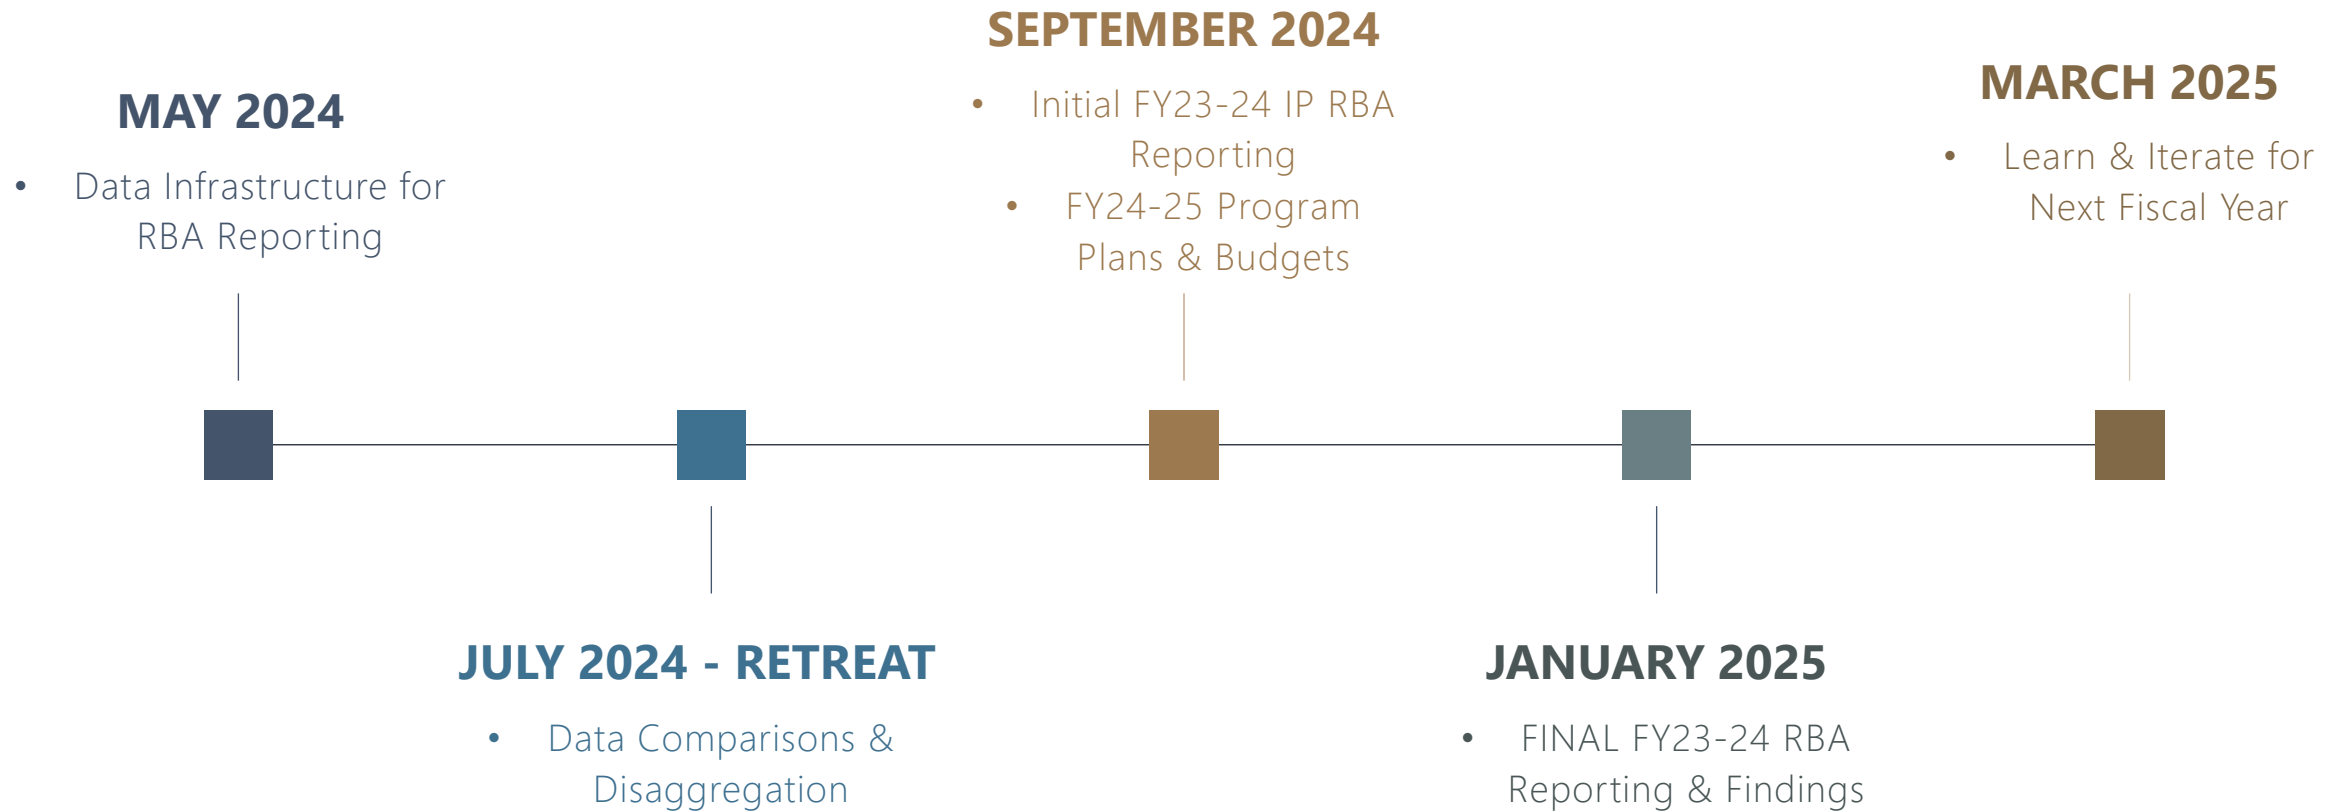 MAY 2024
• Data Infrastructure for
RBA Reporting
JULY 2024 - RETREAT
• Data Comparisons &
Disaggregation
SEPTEMBER 2024
• Initial FY23-24 IP RBA
Reporting
• FY24-25 Program
Plans & Budgets
JANUARY 2025
• FINAL FY23-24 RBA
Reporting & Findings
MARCH 2025
• Learn & Iterate for
Next Fiscal Year